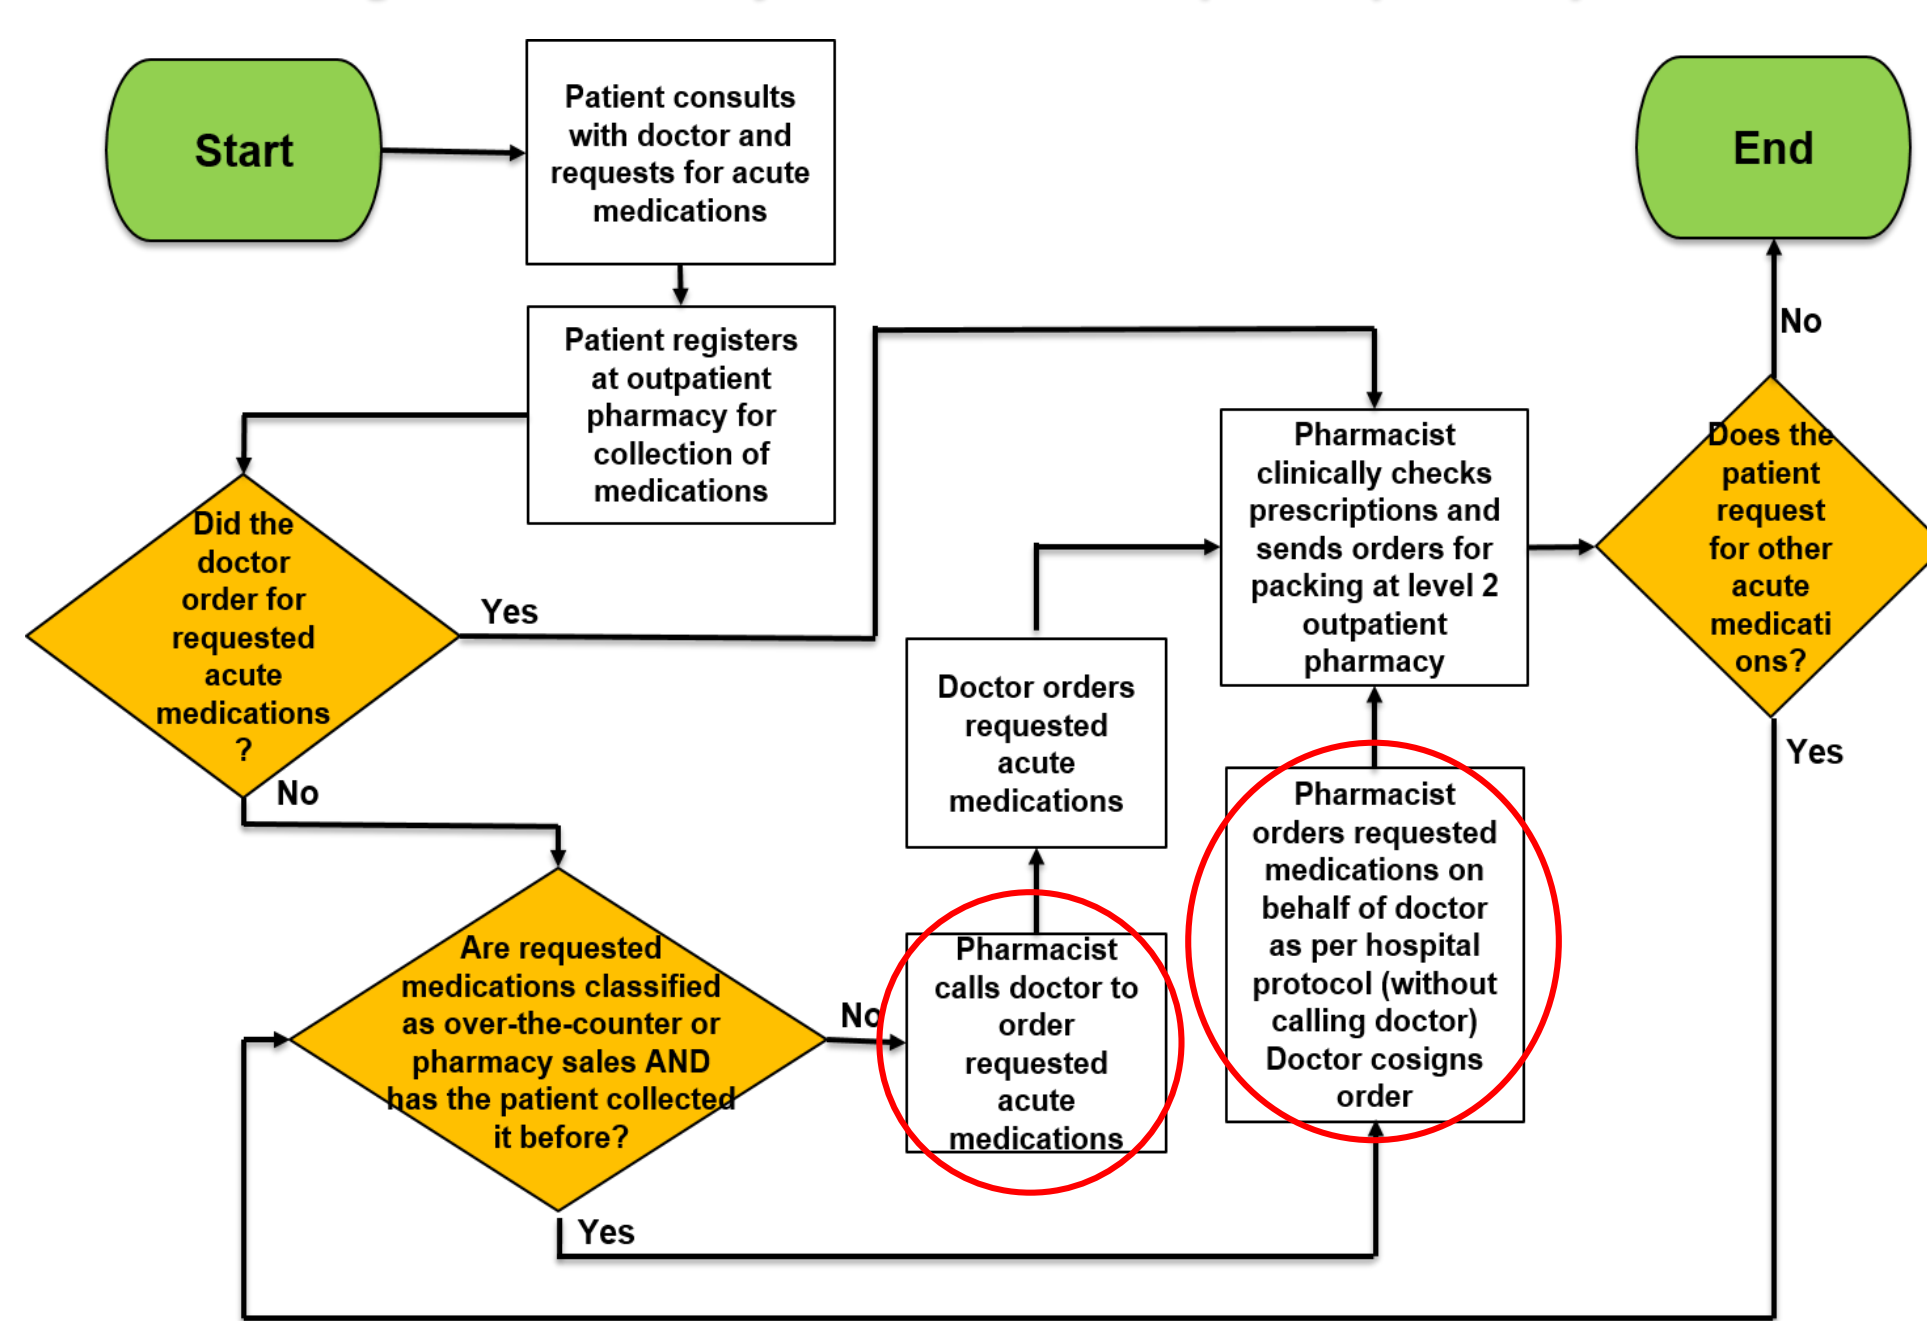 Start
Patient consults
with doctor and
requests for acute
medications
End
Patient registers
at outpatient
pharmacy for
collection of
medications
No
Did the
doctor
order for
requested
acute
medications
?
Yes
No
Pharmacist
clinically checks
prescriptions and
sends orders for
packing at level 2
outpatient
pharmacy
Does the
patient
request
for other
acute
medicati
ons?
Yes
Doctor orders
requested
acute
medications
Pharmacist
orders requested
medications on
behalf of doctor
as per hospital
protocol (without
calling doctor)
Doctor cosigns
order
Are requested
medications classified
as over-the-counter or
pharmacy sales AND
has the patient collected
it before?
No
Pharmacist
calls doctor to
order
requested
acute
medications
Yes